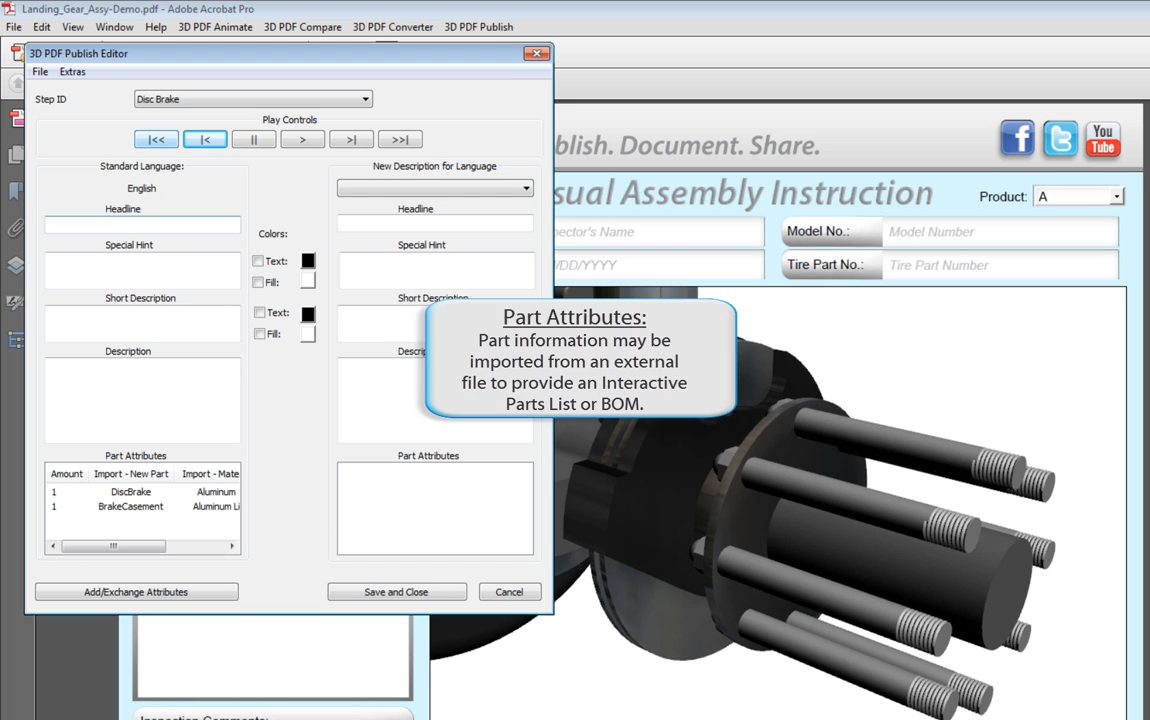 Landing_Gear_Assy-Demo.pdf - Adobe Acrobat Pro
File Edit View Window Help 3D PDF Animate 3D PDF Compare 3D PDF Converter 3D PDF Publish
3D PDF Publish Editor
File Extras
Step ID Disc Brake
Play Controls
|<< |< || > >| >>|
Standard Language: New Description for Language
English
Headline Headline
Special Hint Special Hint
Colors:
Text:
Fill:
Short Description Short Description
Text:
Fill:
Description Descrip
Part Attributes Part Attributes
Amount Import - New Part Import - Mate
1 DiscBrake Aluminum
1 BrakeCasement Aluminum Li
Add/Exchange Attributes Save and Close Cancel
blish. Document. Share.
f t You Tube
sual Assembly Instruction Product: A
pector's Name Model No.: Model Number
/DD/YYYY Tire Part No.: Tire Part Number
Part Attributes:
Part information may be
imported from an external
file to provide an Interactive
Parts List or BOM.
Inspection Comments: